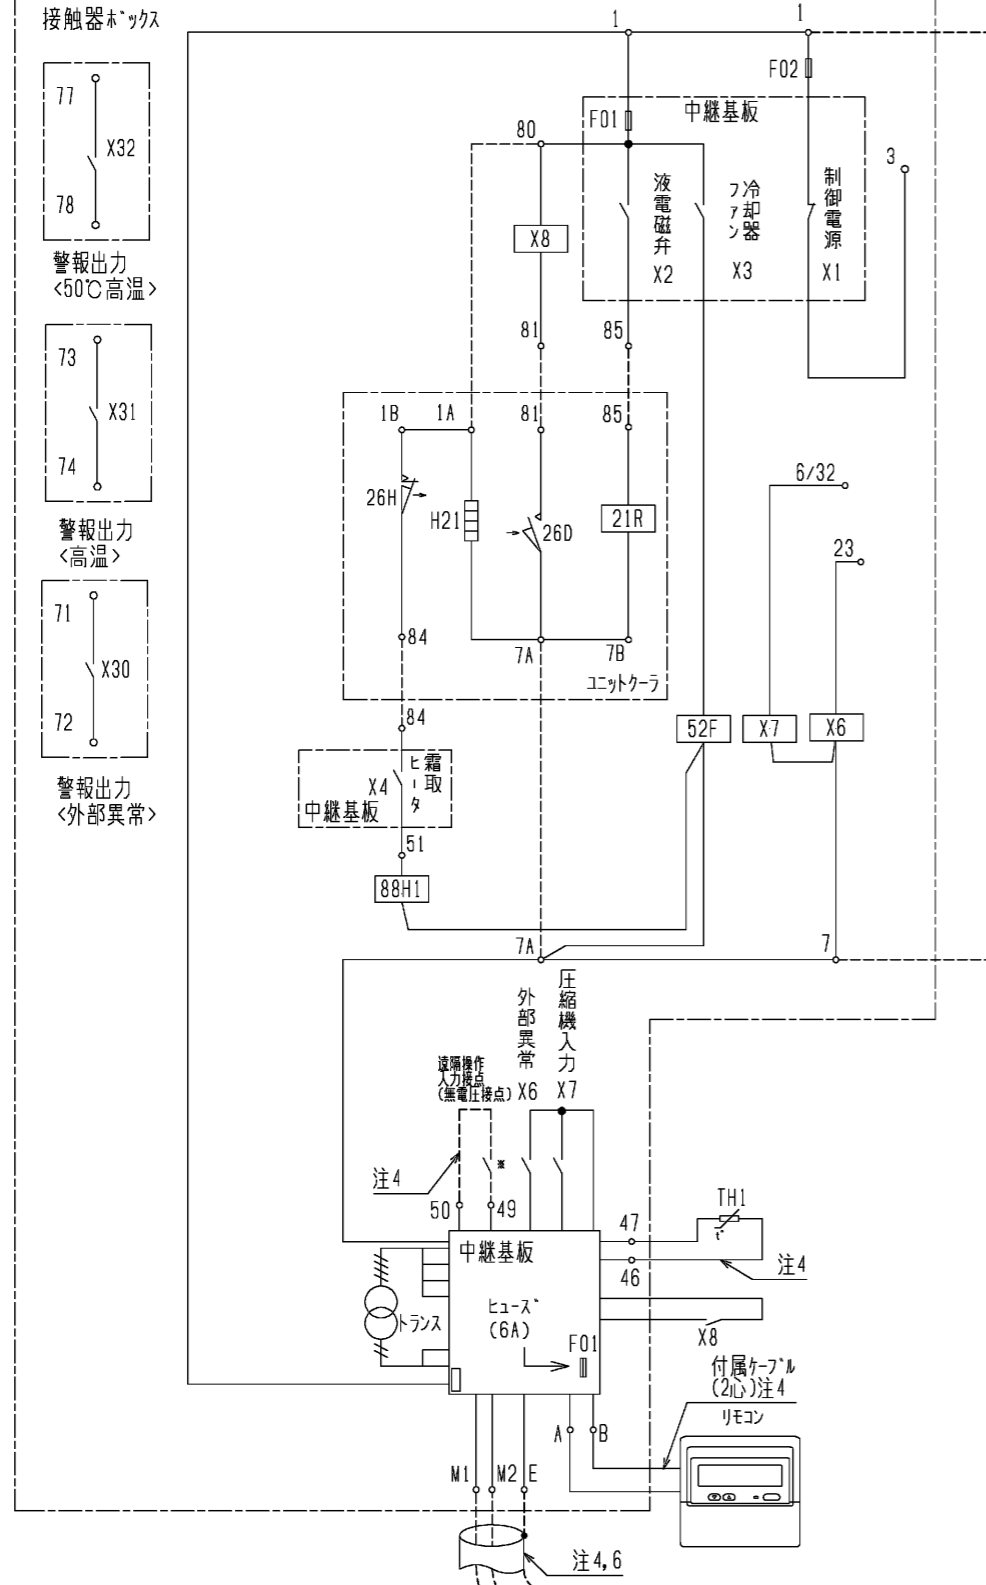 接触器ボックス
1
1
F02
77
X32
78
警報出力
<50℃高温>
F01
中継基板
80
3
液電磁弁
X2
冷却器
ファン
X3
制御電源
X1
X8
81
85
73
X31
74
警報出力
<高温>
1B
1A
81
85
26H
H21
26D
21R
6/32
23
71
X30
72
警報出力
<外部異常>
84
7A
7B
ユニットクーラ
84
52F
X7
X6
霜取
ヒータ
X4
中継基板
51
88H1
7A
7
外部異常
X6
圧縮機入力
X7
遠隔操作
入力接点
(無電圧接点)
※
注4
50
49
中継基板
47
46
TH1
t°
注4
トランス
ヒューズ
(6A)
F01
X8
付属ケーブル
(2心)注4
リモコン
A
B
M1
M2
E
注4,6